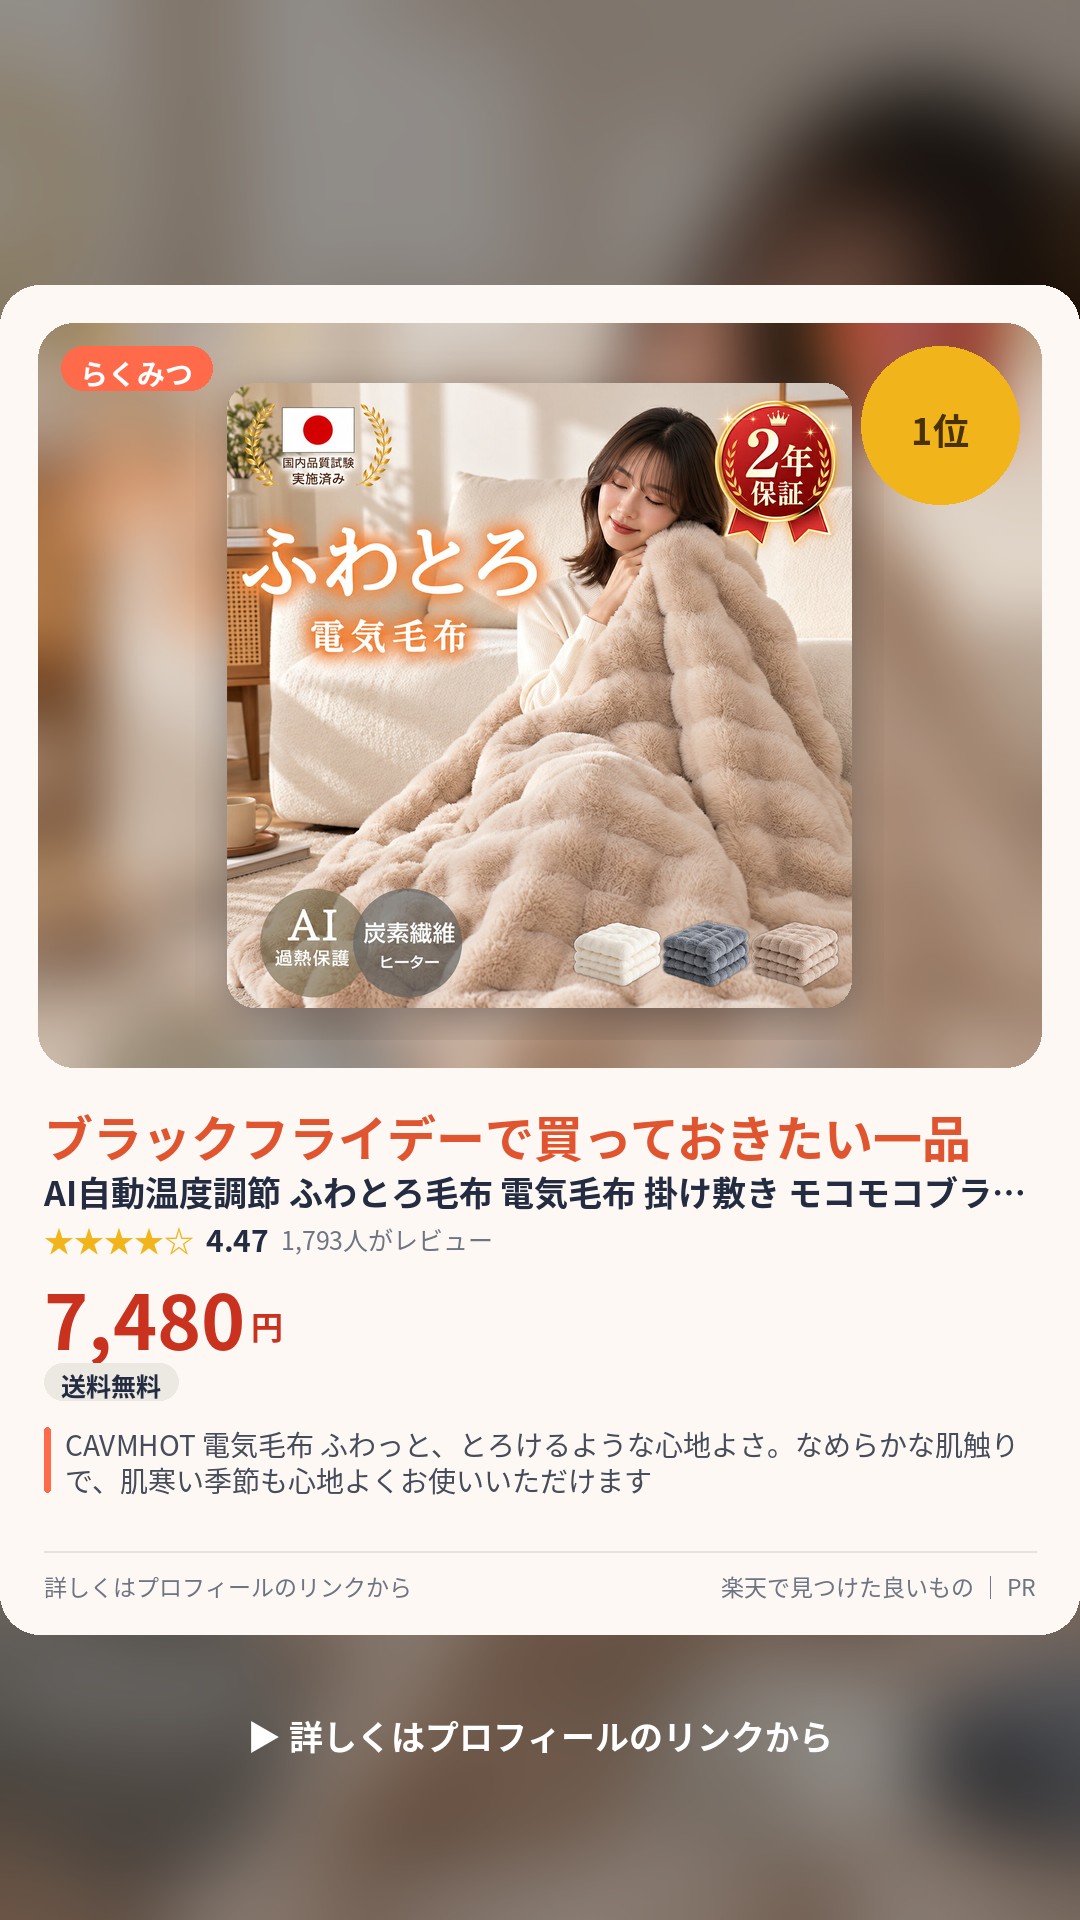 らくみつ
1位
国内品質試験
実施済み
2年
保証
ふわとろ
電気毛布
AI
過熱保護
炭素繊維
ヒーター
ブラックフライデーで買っておきたい一品
AI自動温度調節 ふわとろ毛布 電気毛布 掛け敷き モコモコブラ…
★★★★☆ 4.47 1,793人がレビュー
7,480円
送料無料
CAVMHOT 電気毛布 ふわっと、とろけるような心地よさ。なめらかな肌触り
で、肌寒い季節も心地よくお使いいただけます
詳しくはプロフィールのリンクから
楽天で見つけた良いもの ｜ PR
▶ 詳しくはプロフィールのリンクから